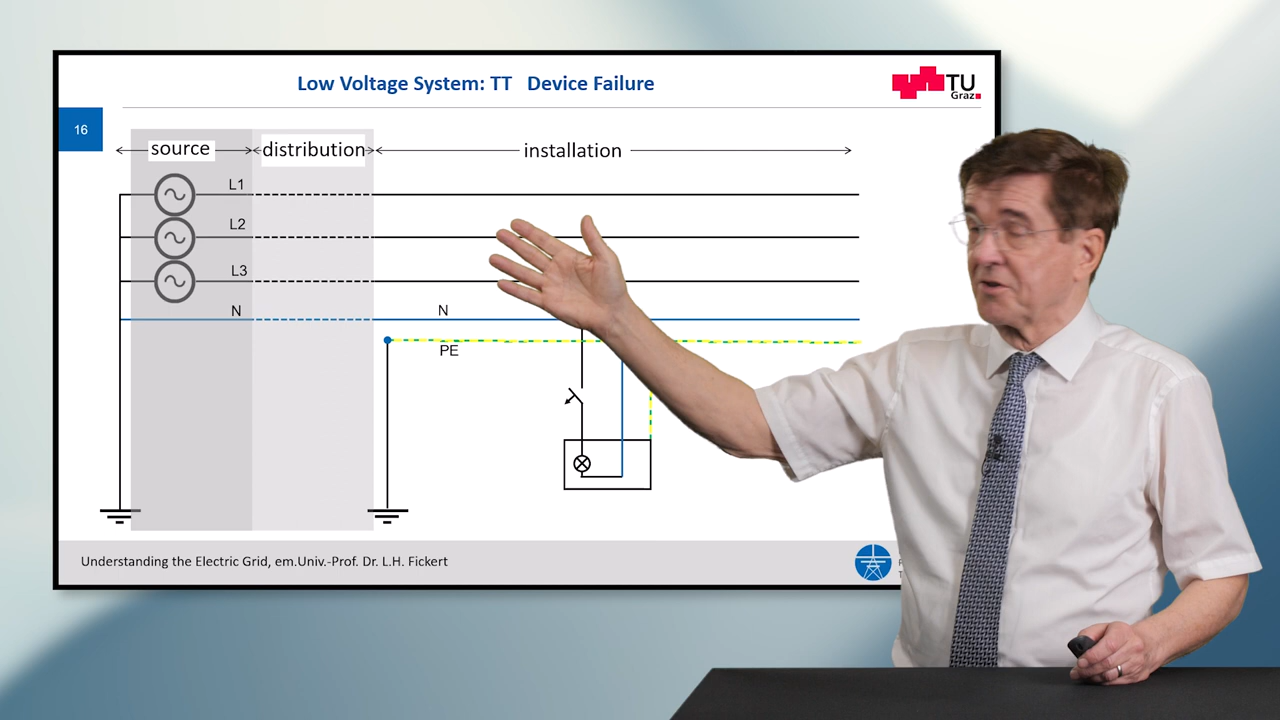 Low Voltage System: TT Device Failure
TU
Graz
16
source
distribution
installation
L1
L2
L3
N
N
PE
Understanding the Electric Grid, em.Univ.-Prof. Dr. L.H. Fickert